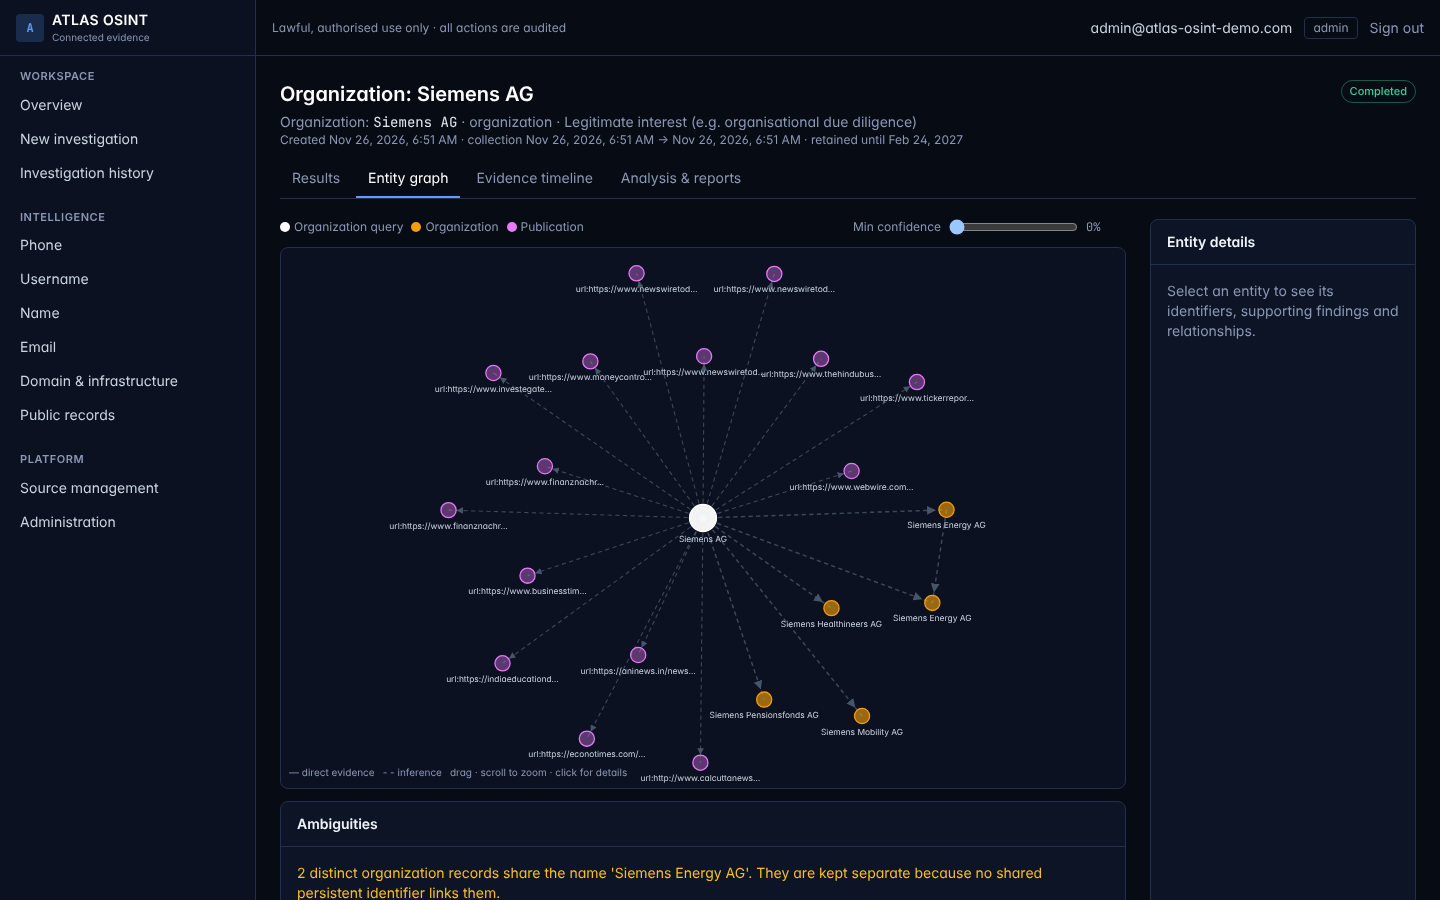 A
ATLAS OSINT
Connected evidence
Lawful, authorised use only · all actions are audited
admin@atlas-osint-demo.com
admin
Sign out
WORKSPACE
Overview
New investigation
Investigation history
INTELLIGENCE
Phone
Username
Name
Email
Domain & infrastructure
Public records
PLATFORM
Source management
Administration
Organization: Siemens AG
Completed
Organization: Siemens AG · organization · Legitimate interest (e.g. organisational due diligence)
Created Nov 26, 2026, 6:51 AM · collection Nov 26, 2026, 6:51 AM → Nov 26, 2026, 6:51 AM · retained until Feb 24, 2027
Results
Entity graph
Evidence timeline
Analysis & reports
Organization query
Organization
Publication
Min confidence
0%
url:https://www.newswiretod...
url:https://www.newswiretod...
url:https://www.investegate...
url:https://www.moneycontro...
url:https://www.newswiretod...
url:https://www.thehindubus...
url:https://www.tickerrepor...
url:https://www.finanznachr...
url:https://www.webwire.com...
url:https://www.finanznachr...
Siemens Energy AG
Siemens AG
url:https://www.businesstim...
Siemens Healthineers AG
Siemens Energy AG
url:https://indiaeducationd...
url:https://aninews.in/news...
Siemens Pensionsfonds AG
Siemens Mobility AG
url:https://econotimes.com/...
url:http://www.calcuttanews...
— direct evidence - - inference drag · scroll to zoom · click for details
Entity details
Select an entity to see its
identifiers, supporting findings and
relationships.
Ambiguities
2 distinct organization records share the name 'Siemens Energy AG'. They are kept separate because no shared
persistent identifier links them.